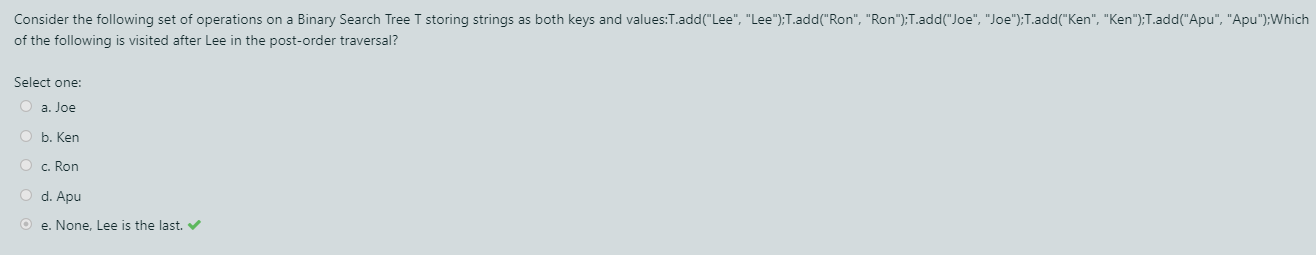 Consider the following set of operations on a Binary Search Tree T storing strings as both keys and values:T.add("Lee", "Lee");T.add("Ron", "Ron");T.add("Joe", "Joe");T.add("Ken", "Ken");T.add("Apu", "Apu");Which
of the following is visited after Lee in the post-order traversal?
Select one:
a. Joe
b. Ken
c. Ron
d. Apu
e. None, Lee is the last.